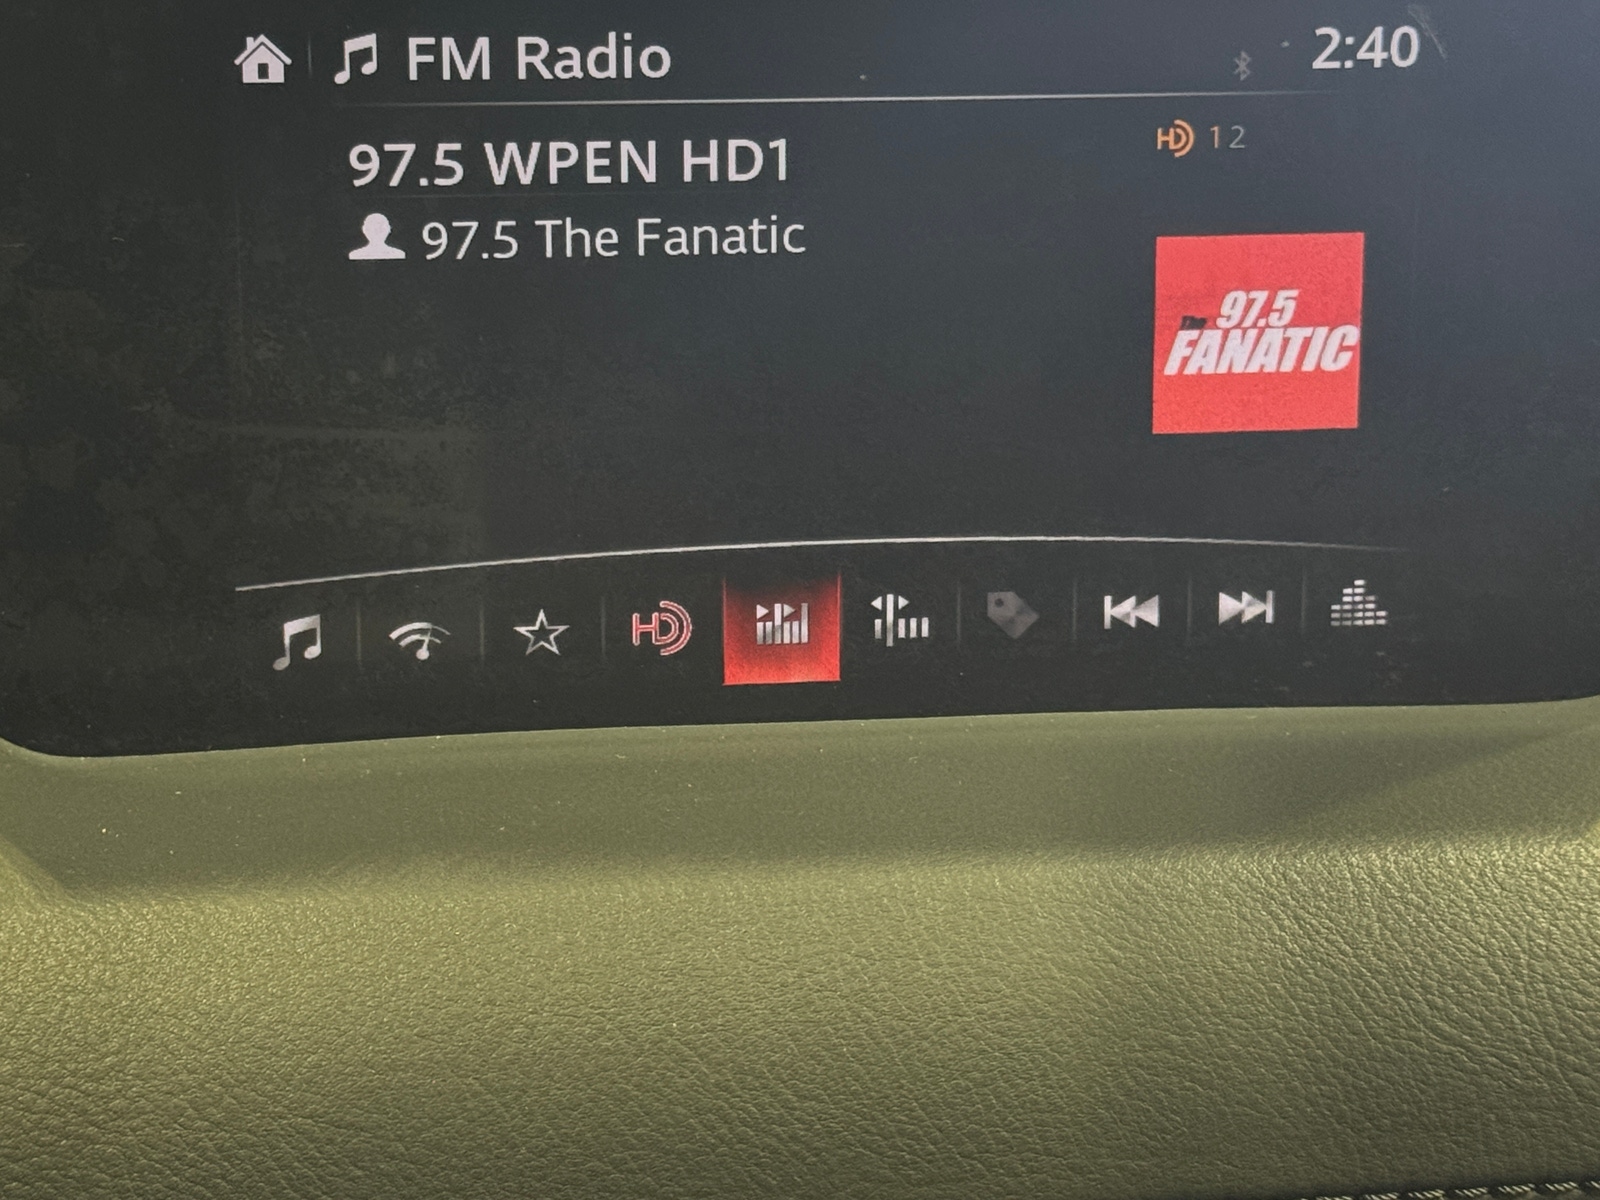 FM Radio
2:40
97.5 WPEN HD1
HD 1 2
97.5 The Fanatic
The 97.5
FANATIC
HD